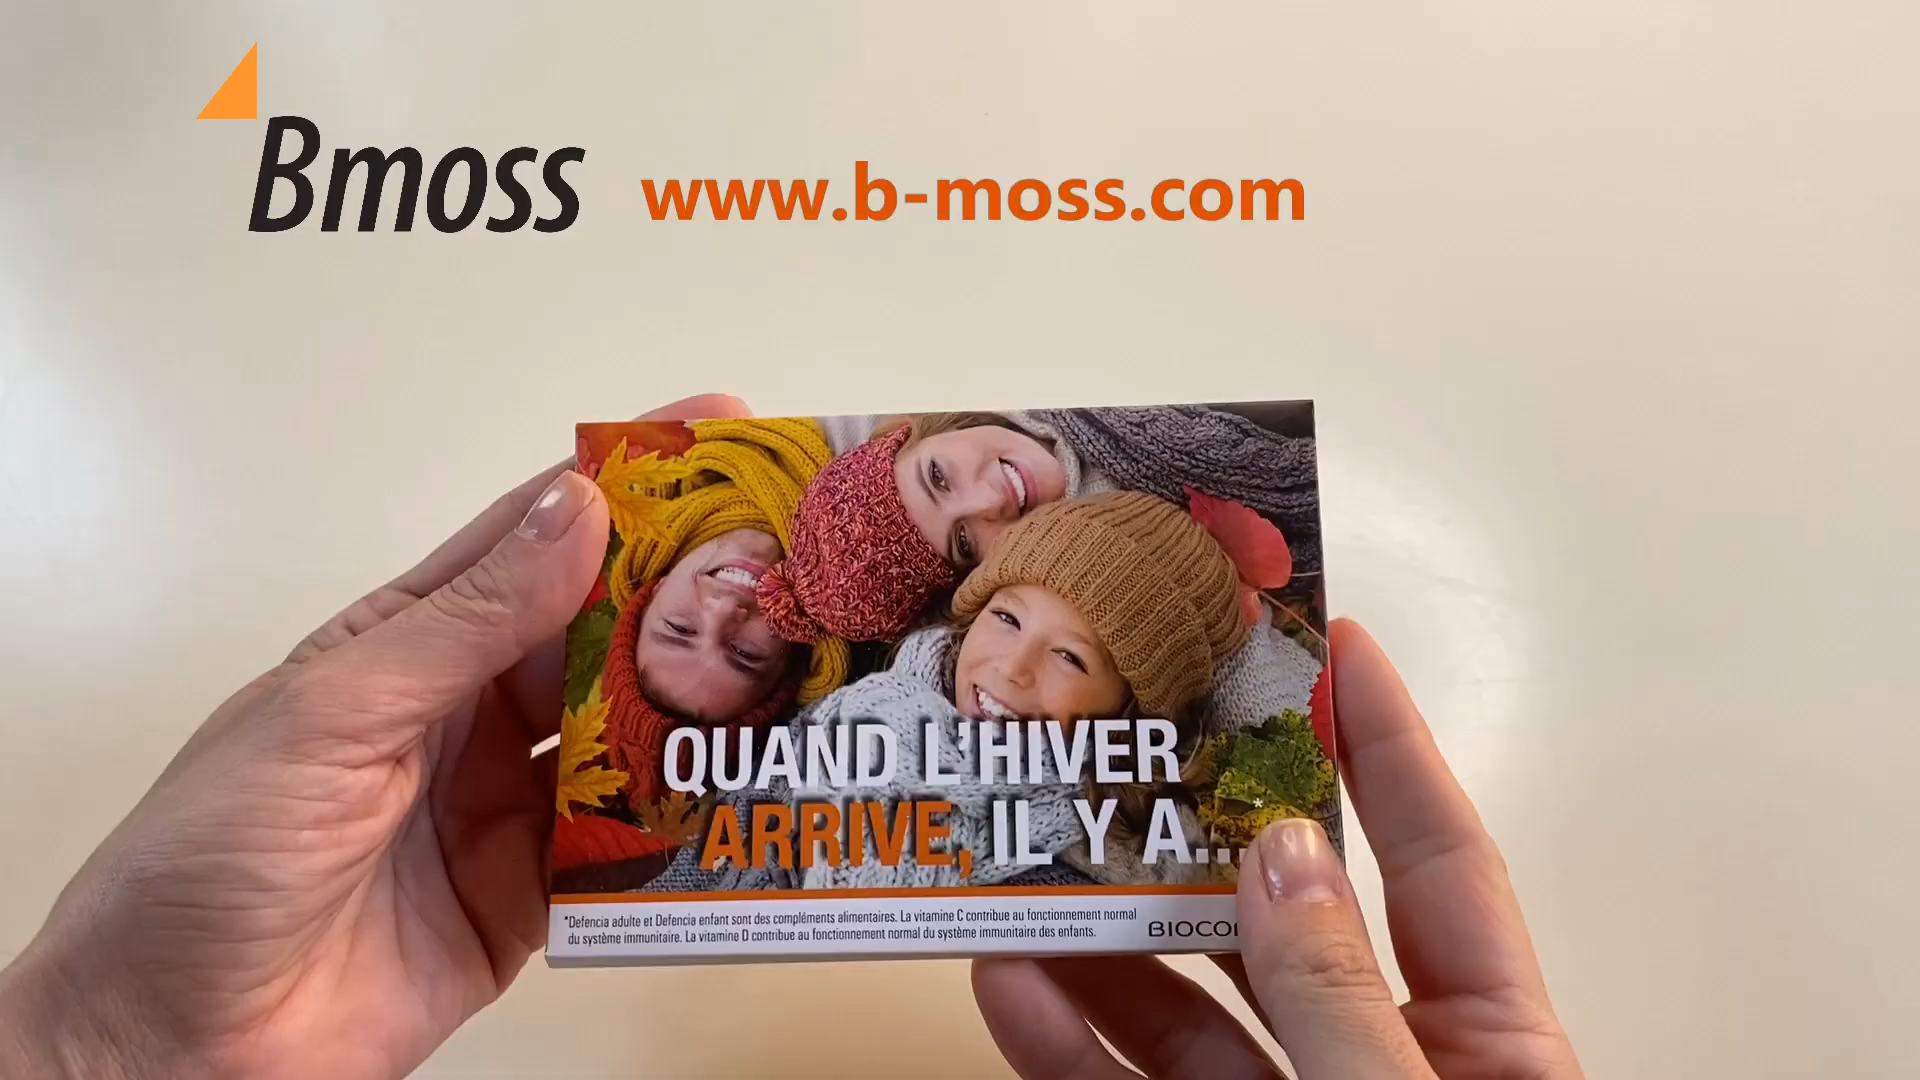 Bmoss
www.b-moss.com
QUAND L'HIVER
ARRIVE, IL Y A...*
*Defencia adulte et Defencia enfant sont des compléments alimentaires. La vitamine C contribue au fonctionnement normal
du système immunitaire. La vitamine D contribue au fonctionnement normal du système immunitaire des enfants.